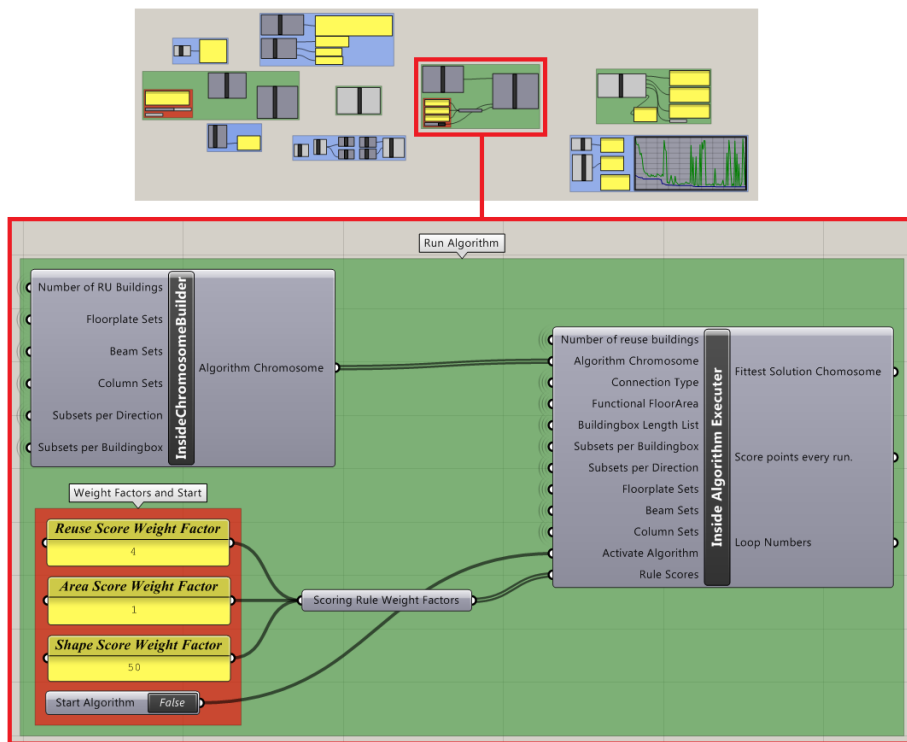 Run Algorithm
Number of RU Buildings
Floorplate Sets
Beam Sets
Column Sets
Subsets per Direction
Subsets per Buildingbox
InsideChromosomeBuilder
Algorithm Chromosome
Number of reuse buildings
Algorithm Chromosome
Connection Type
Functional FloorArea
Buildingbox Length List
Subsets per Buildingbox
Subsets per Direction
Floorplate Sets
Beam Sets
Column Sets
Activate Algorithm
Rule Scores
Inside Algorithm Executer
Fittest Solution Chomosome
Score points every run.
Loop Numbers
Weight Factors and Start
Reuse Score Weight Factor
4
Area Score Weight Factor
1
Shape Score Weight Factor
50
Start Algorithm False
Scoring Rule Weight Factors